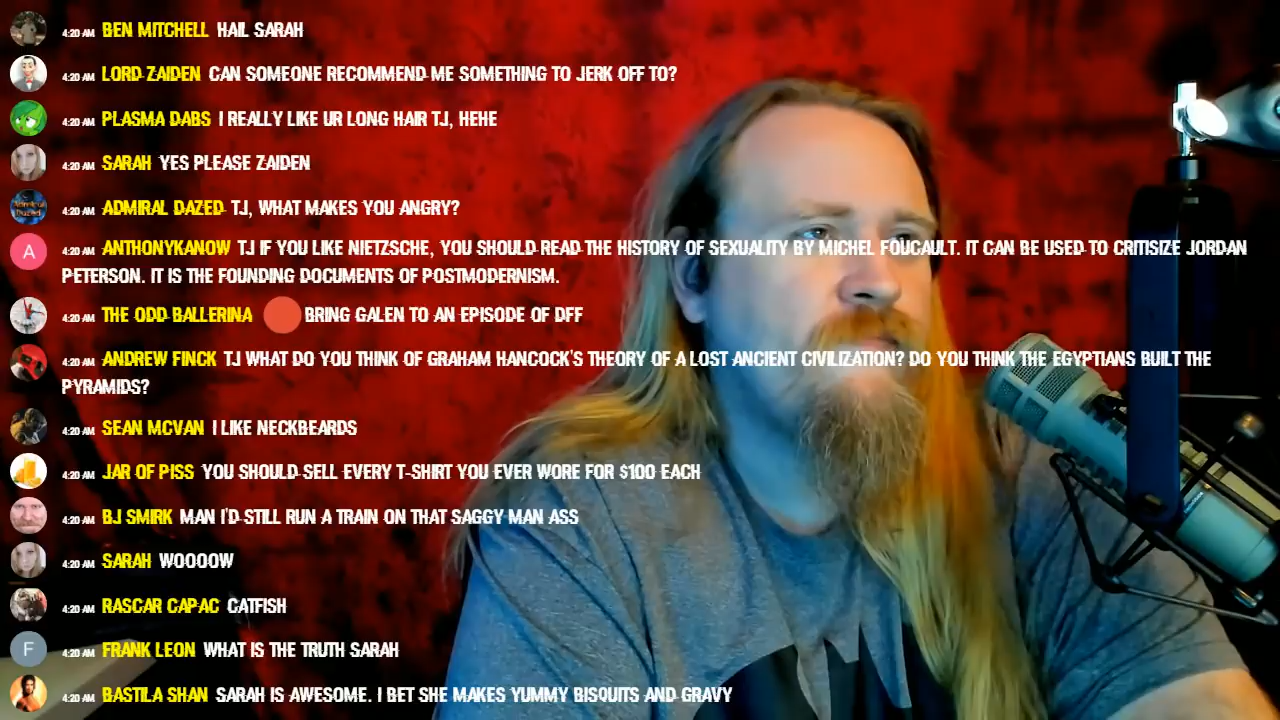 4:20 AM BEN MITCHELL HAIL SARAH
4:20 AM LORD ZAIDEN CAN SOMEONE RECOMMEND ME SOMETHING TO JERK OFF TO?
4:20 AM PLASMA DABS I REALLY LIKE UR LONG HAIR TJ, HEHE
4:20 AM SARAH YES PLEASE ZAIDEN
4:20 AM ADMIRAL DAZED TJ, WHAT MAKES YOU ANGRY?
A 4:20 AM ANTHONYKANOW TJ IF YOU LIKE NIETZSCHE, YOU SHOULD READ THE HISTORY OF SEXUALITY BY MICHEL FOUCAULT. IT CAN BE USED TO CRITISIZE JORDAN
PETERSON. IT IS THE FOUNDING DOCUMENTS OF POSTMODERNISM.
4:20 AM THE ODD BALLERINA BRING GALEN TO AN EPISODE OF DFF
4:20 AM ANDREW FINCK TJ WHAT DO YOU THINK OF GRAHAM HANCOCK'S THEORY OF A LOST ANCIENT CIVILIZATION? DO YOU THINK THE EGYPTIANS BUILT THE
PYRAMIDS?
4:20 AM SEAN MCVAN I LIKE NECKBEARDS
4:20 AM JAR OF PISS YOU SHOULD SELL EVERY T-SHIRT YOU EVER WORE FOR $100 EACH
4:20 AM BJ SMIRK MAN I'D STILL RUN A TRAIN ON THAT SAGGY MAN ASS
4:20 AM SARAH WOOOOW
4:20 AM RASCAR CAPAC CATFISH
F 4:20 AM FRANK LEON WHAT IS THE TRUTH SARAH
4:20 AM BASTILA SHAN SARAH IS AWESOME. I BET SHE MAKES YUMMY BISQUITS AND GRAVY